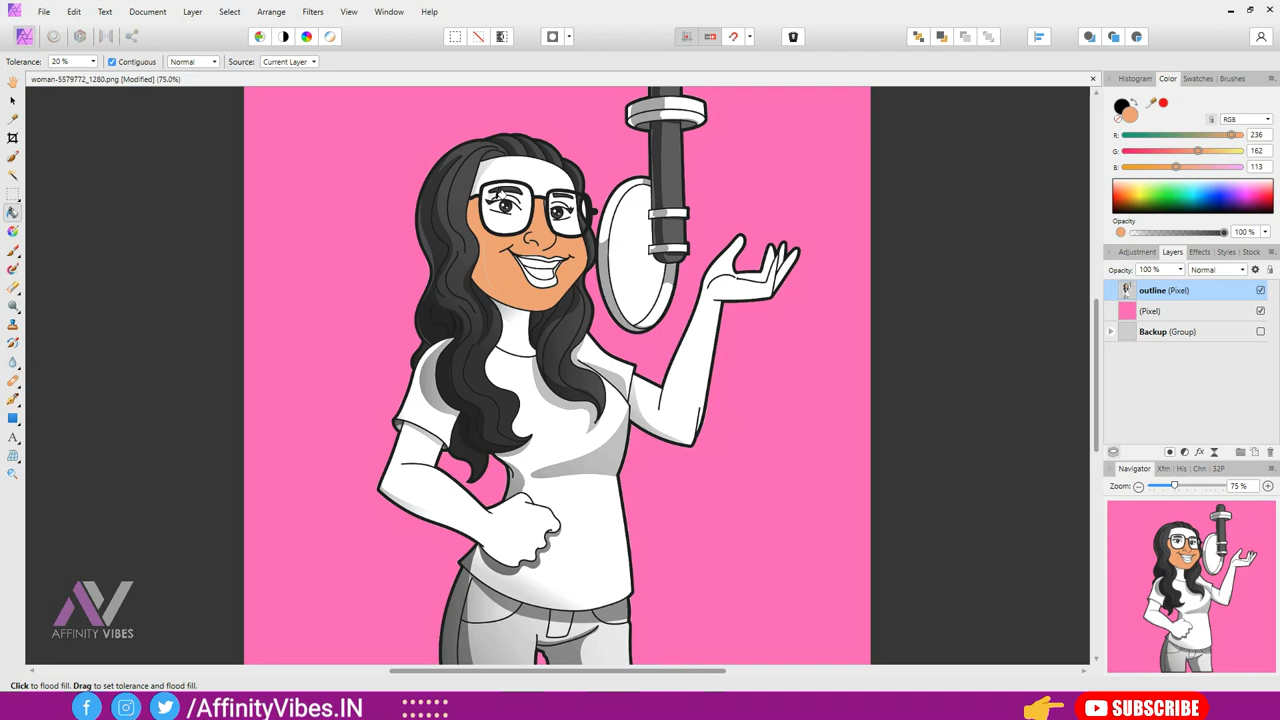 File Edit Text Document Layer Select Arrange Filters View Window Help
Tolerance: 20 % Contiguous Normal Source: Current Layer
woman-5579772_1280.png [Modified] (75.0%)
Histogram Color Swatches Brushes
RGB
R: 236
G: 162
B: 113
Opacity
100 %
Adjustment Layers Effects Styles Stock
Opacity: 100 % Normal
outline (Pixel)
(Pixel)
Backup (Group)
Navigator Xfm His Chn 32P
Zoom: 75 %
AV
AFFINITY VIBES
Click to flood fill. Drag to set tolerance and flood fill.
/AffinityVibes.IN
SUBSCRIBE